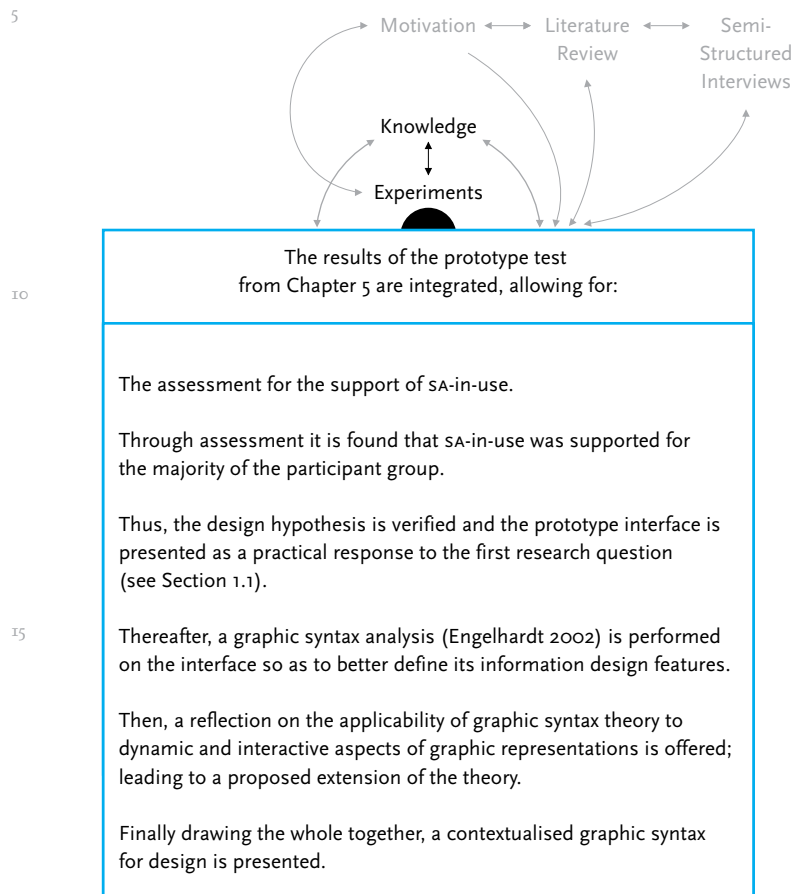 5
Motivation Literature Semi-
Review Structured
Interviews
Knowledge
Experiments
The results of the prototype test
10
from Chapter 5 are integrated, allowing for:
The assessment for the support of SA-in-use.
Through assessment it is found that SA-in-use was supported for
the majority of the participant group.
Thus, the design hypothesis is verified and the prototype interface is
presented as a practical response to the first research question
(see Section 1.1).
15
Thereafter, a graphic syntax analysis (Engelhardt 2002) is performed
on the interface so as to better define its information design features.
Then, a reflection on the applicability of graphic syntax theory to
dynamic and interactive aspects of graphic representations is offered;
leading to a proposed extension of the theory.
Finally drawing the whole together, a contextualised graphic syntax
for design is presented.